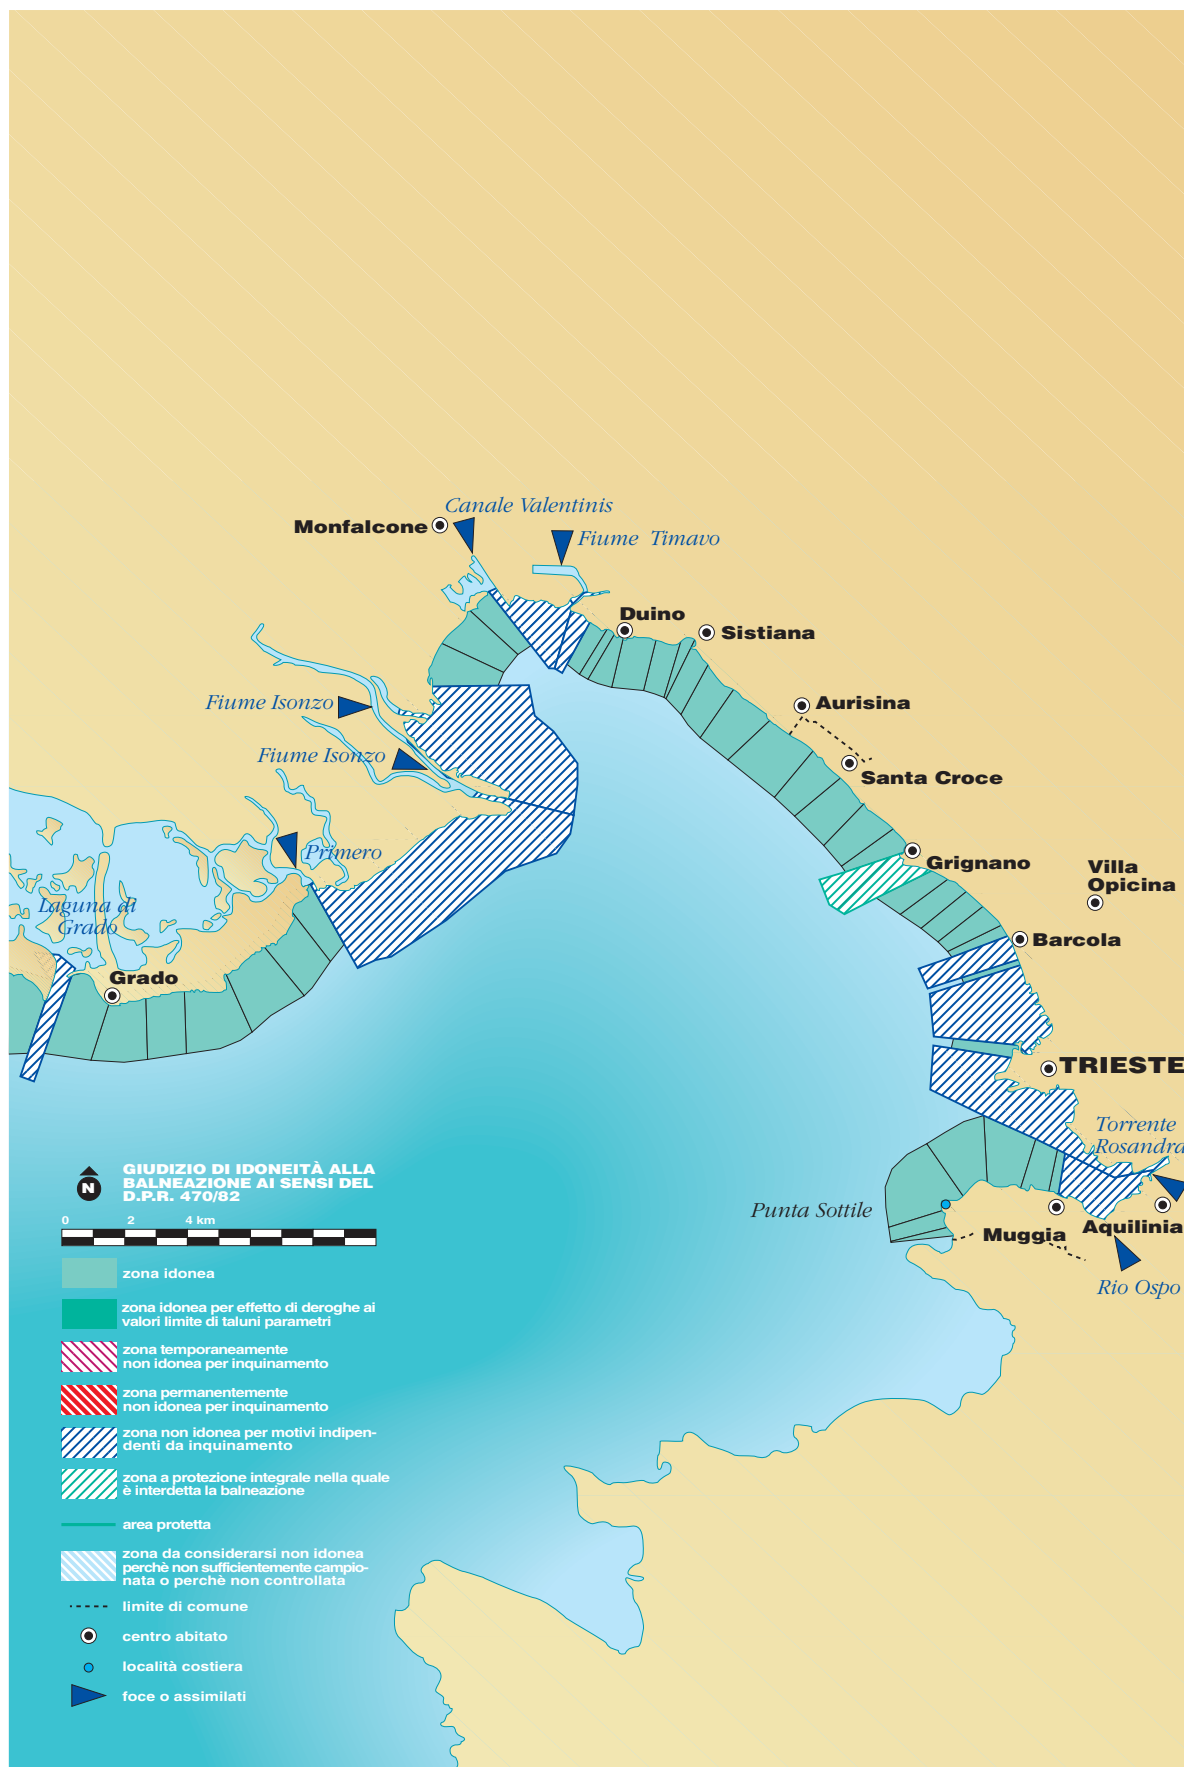 Canale Valentinis
Monfalcone
Fiume Timavo
Duino
Sistiana
Fiume Isonzo
Aurisina
Fiume Isonzo
Santa Croce
Primero
Grignano
Villa
Opicina
Laguna di
Grado
Barcola
Grado
TRIESTE
Torrente
Rosandra
Punta Sottile
Muggia
Aquilinia
Rio Ospo
N
GIUDIZIO DI IDONEITÀ ALLA
BALNEAZIONE AI SENSI DEL
D.P.R. 470/82
0 2 4 km
zona idonea
zona idonea per effetto di deroghe ai
valori limite di taluni parametri
zona temporaneamente
non idonea per inquinamento
zona permanentemente
non idonea per inquinamento
zona non idonea per motivi indipen-
denti da inquinamento
zona a protezione integrale nella quale
è interdetta la balneazione
area protetta
zona da considerarsi non idonea
perchè non sufficientemente campio-
nata o perchè non controllata
limite di comune
centro abitato
località costiera
foce o assimilati